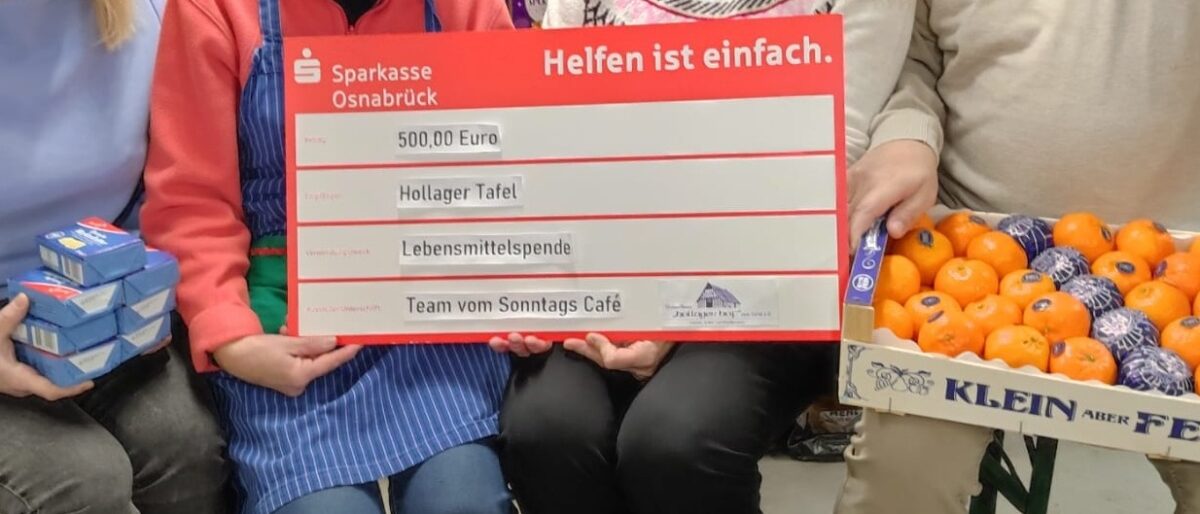 Helfen ist einfach.
Sparkasse
Osnabrück
500,00 Euro
Hollager Tafel
Lebensmittelspende
Team vom Sonntags Café
KLEIN ABER FE